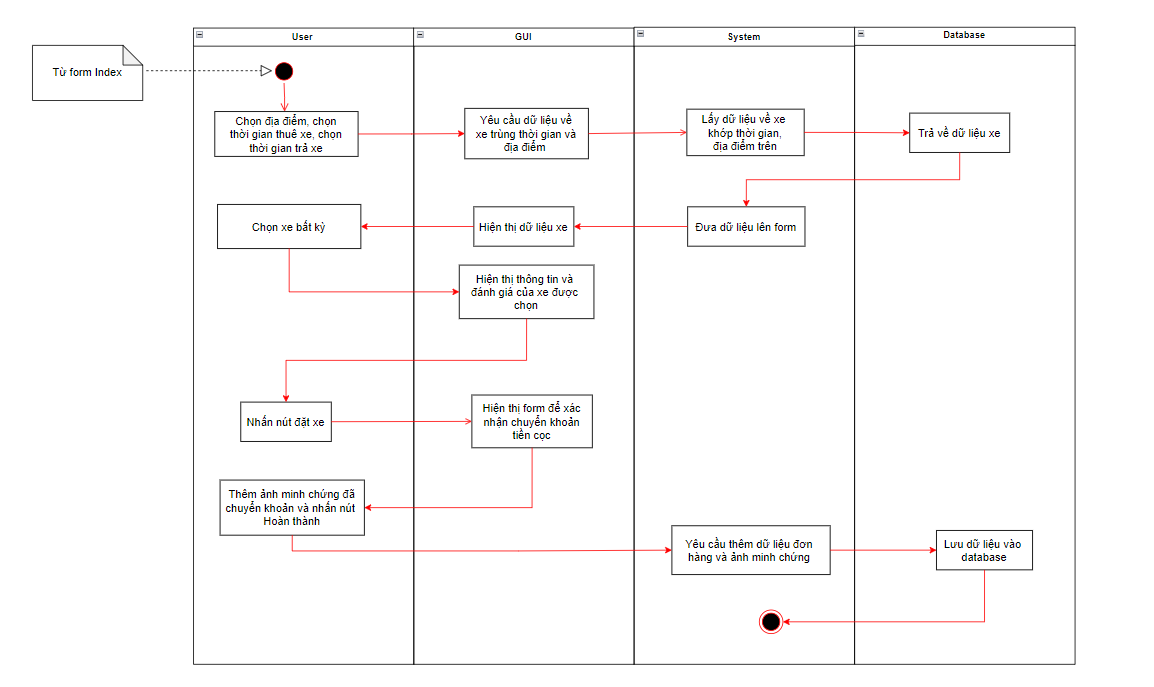 User
GUI
System
Database
Từ form Index
Chọn địa điểm, chọn
thời gian thuê xe, chọn
thời gian trả xe
Yêu cầu dữ liệu về
xe trùng thời gian và
địa điểm
Lấy dữ liệu về xe
khớp thời gian,
địa điểm trên
Trả về dữ liệu xe
Chọn xe bất kỳ
Hiện thị dữ liệu xe
Đưa dữ liệu lên form
Hiện thị thông tin và
đánh giá của xe được
chọn
Nhấn nút đặt xe
Hiện thị form để xác
nhận chuyển khoản
tiền cọc
Thêm ảnh minh chứng đã
chuyển khoản và nhấn nút
Hoàn thành
Yêu cầu thêm dữ liệu đơn
hàng và ảnh minh chứng
Lưu dữ liệu vào
database